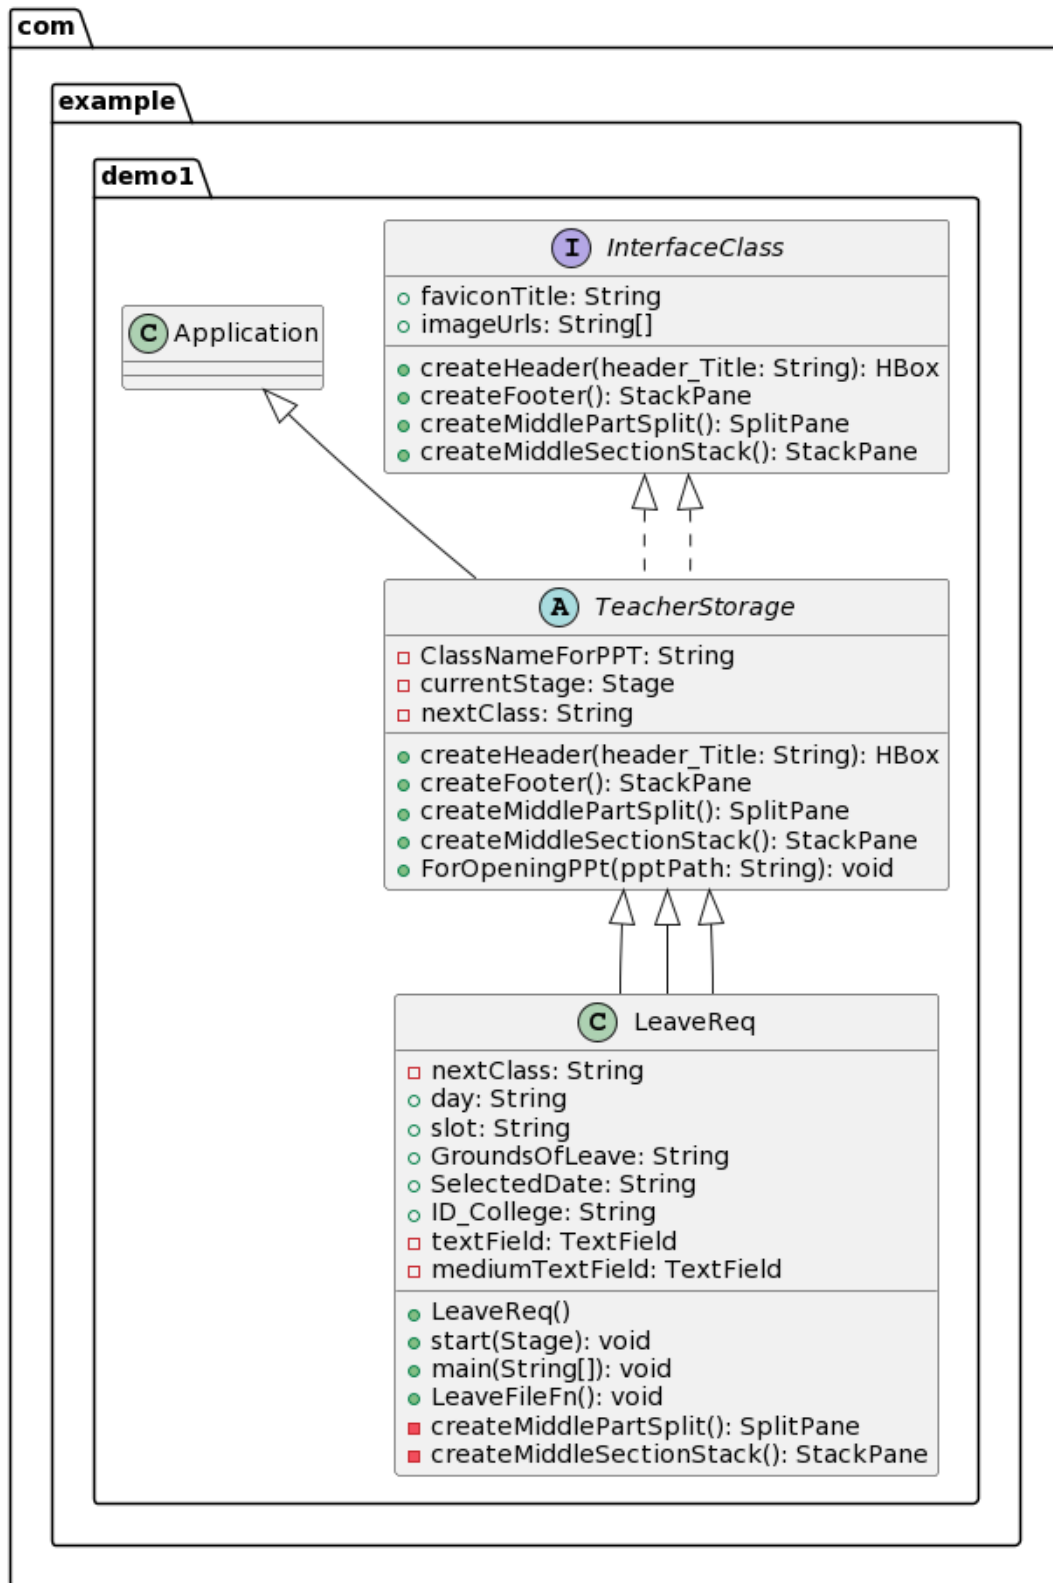 com
example
demo1
I InterfaceClass
faviconTitle: String
imageUrls: String[]
createHeader(header_Title: String): HBox
createFooter(): StackPane
createMiddlePartSplit(): SplitPane
createMiddleSectionStack(): StackPane
C Application
A TeacherStorage
ClassNameForPPT: String
currentStage: Stage
nextClass: String
createHeader(header_Title: String): HBox
createFooter(): StackPane
createMiddlePartSplit(): SplitPane
createMiddleSectionStack(): StackPane
ForOpeningPPt(pptPath: String): void
C LeaveReq
nextClass: String
day: String
slot: String
GroundsOfLeave: String
SelectedDate: String
ID_College: String
textField: TextField
mediumTextField: TextField
LeaveReq()
start(Stage): void
main(String[]): void
LeaveFileFn(): void
createMiddlePartSplit(): SplitPane
createMiddleSectionStack(): StackPane